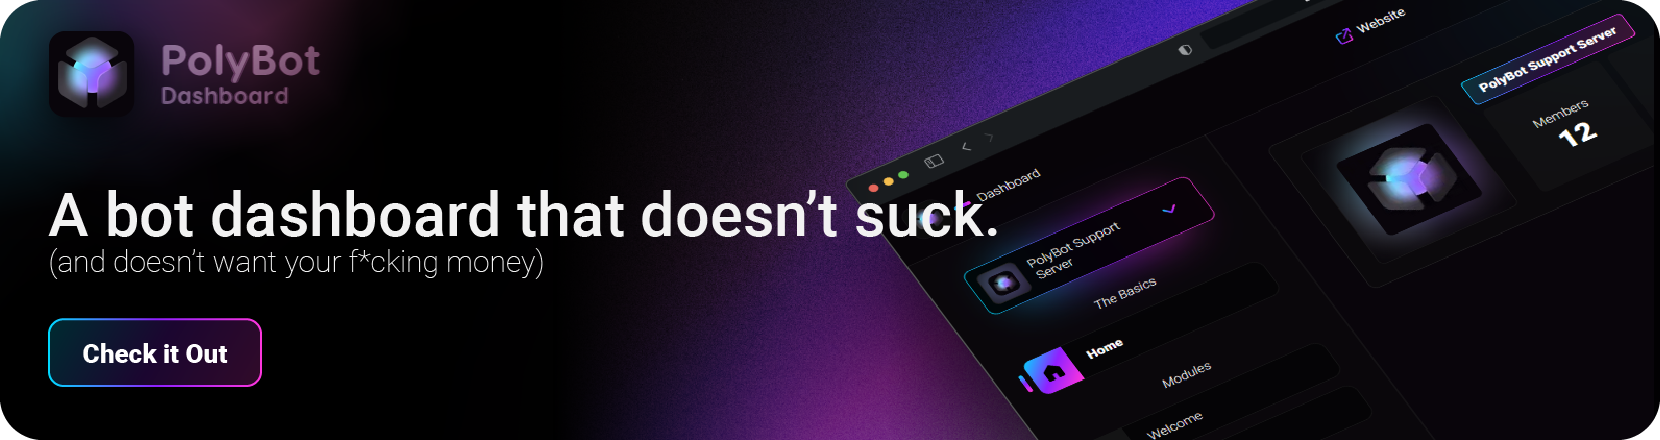 PolyBot
Dashboard
A bot dashboard that doesn’t suck.
(and doesn’t want your f*cking money)
Check it Out
Website
PolyBot Support Server
Members
12
Dashboard
PolyBot Support
Server
The Basics
Home
Modules
Welcome